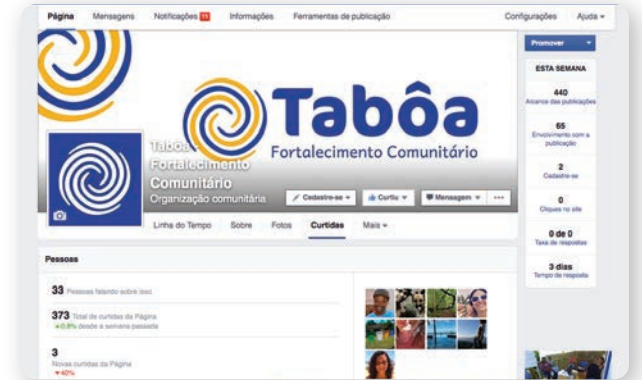 Página Mensagens Notificações 11 Informações Ferramentas de publicação Configurações Ajuda
Tabôa
Fortalecimento Comunitário
Tabôa
Fortalecimento
Comunitário
Organização comunitária
Cadastre-se Curtiu Mensagem
Linha do Tempo Sobre Fotos Curtidas Mais
Pessoas
33 Pessoas falando sobre isso
373 Total de curtidas da Página
0,8% desde a semana passada
3
Novas curtidas da Página
40%
Promover
ESTA SEMANA
440
Alcance das publicações
65
Envolvimento com a
publicação
2
Cadastre-se
0
Cliques no site
0 de 0
Taxa de respostas
3 dias
Tempo de resposta